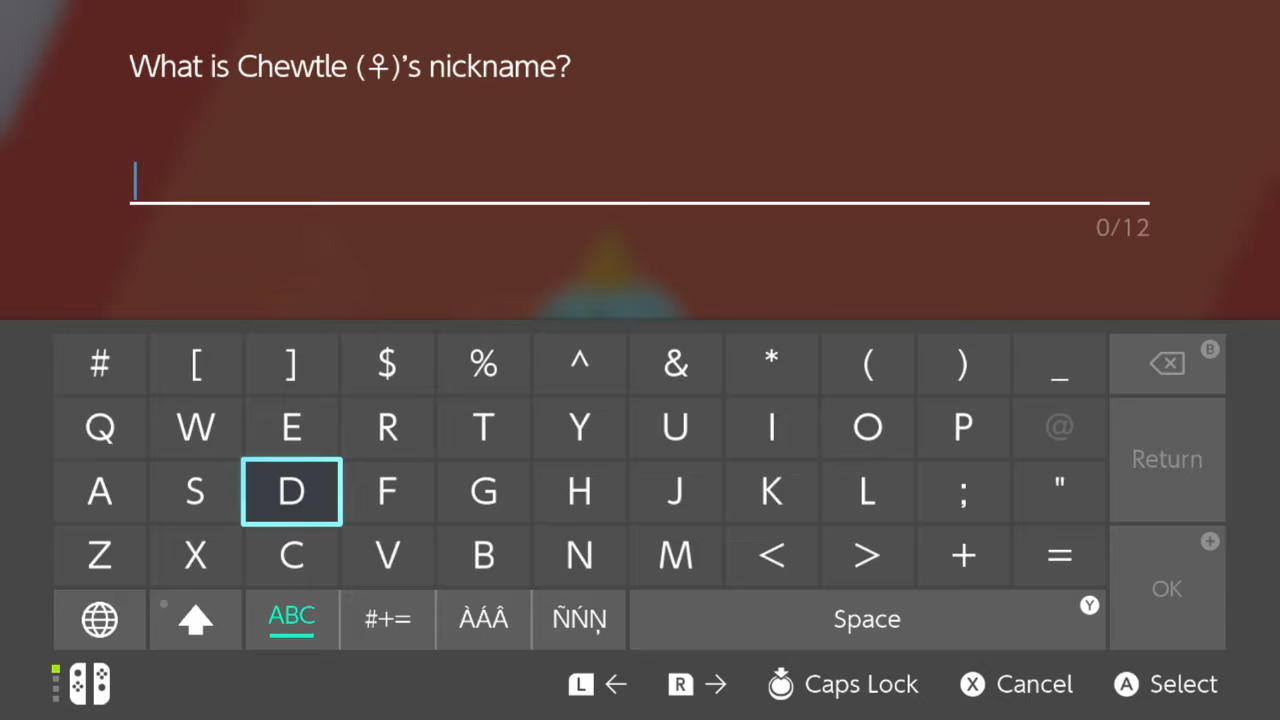 What is Chewtle (♀)'s nickname?
0/12
# [ ] $ % ^ & * ( ) _ B
Q W E R T Y U I O P @ Return
A S D F G H J K L ; "
Z X C V B N M < > + = + OK
ABC #+= ÀÁÂ ÑŃŅ Space Y
L ← R → Caps Lock X Cancel A Select